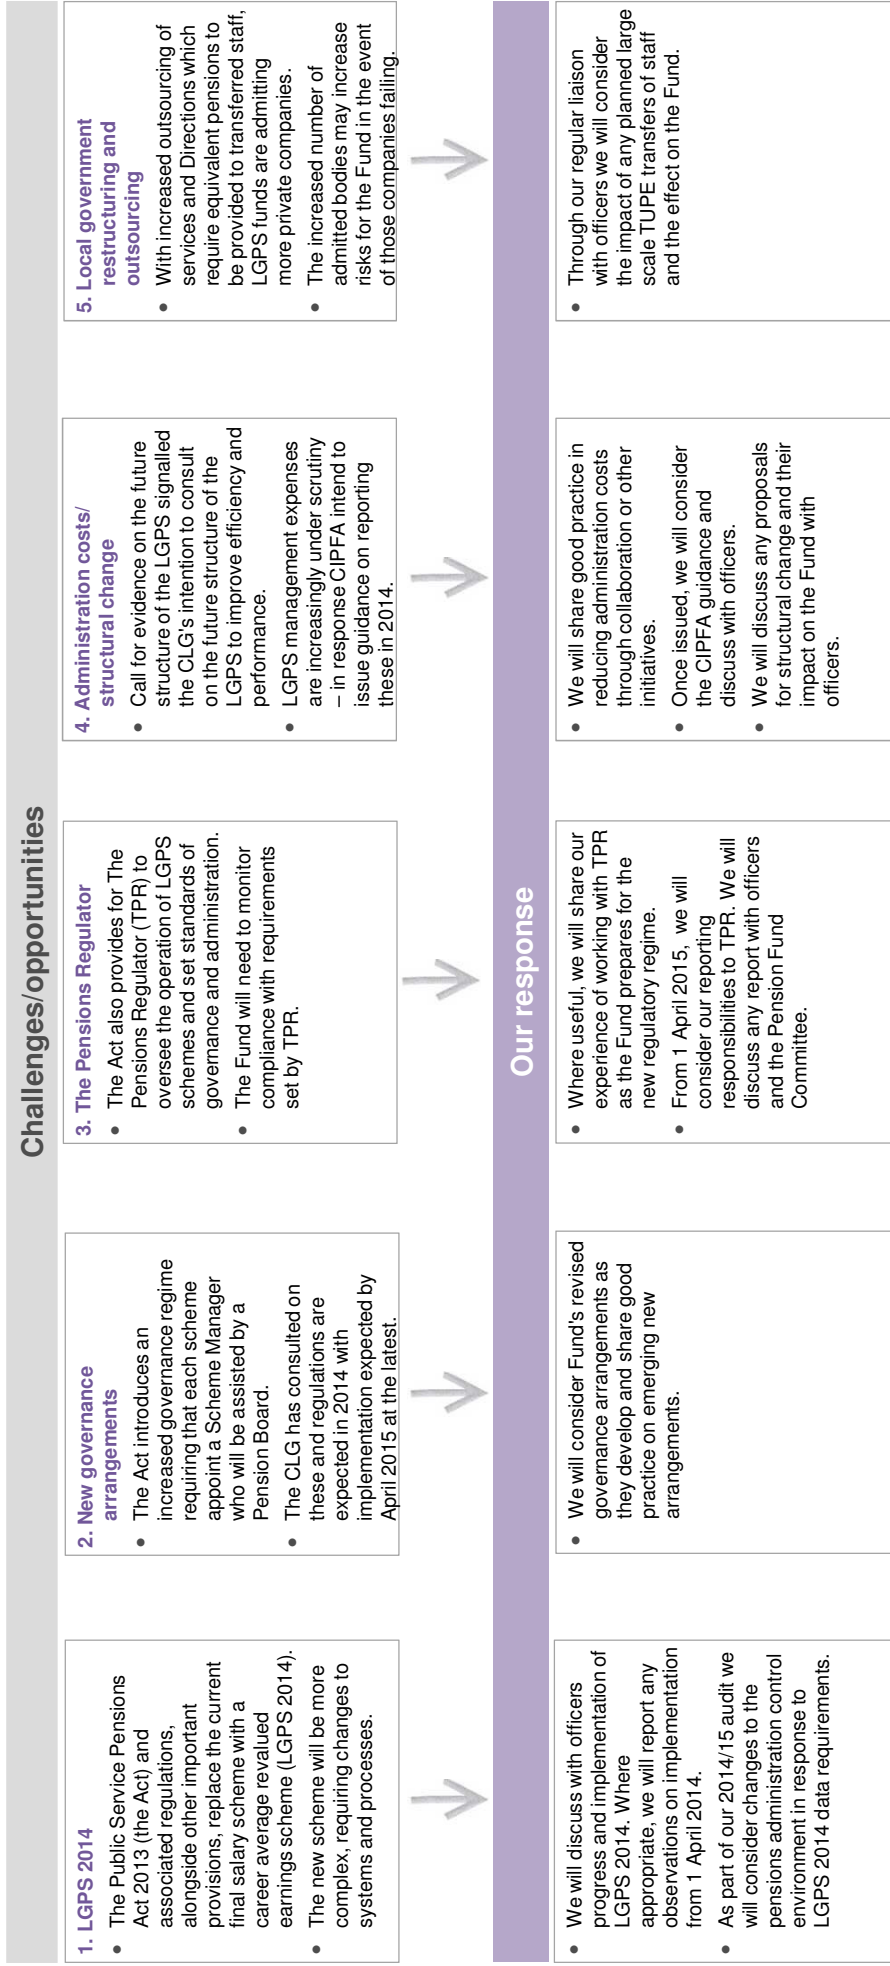 Challenges/opportunities
1. LGPS 2014
• The Public Service Pensions
Act 2013 (the Act) and
associated regulations,
alongside other important
provisions, replace the current
final salary scheme with a
career average revalued
earnings scheme (LGPS 2014).
• The new scheme will be more
complex, requiring changes to
systems and processes.
2. New governance
arrangements
• The Act introduces an
increased governance regime
requiring that each scheme
appoint a Scheme Manager
who will be assisted by a
Pension Board.
• The CLG has consulted on
these and regulations are
expected in 2014 with
implementation expected by
April 2015 at the latest.
3. The Pensions Regulator
• The Act also provides for The
Pensions Regulator (TPR) to
oversee the operation of LGPS
schemes and set standards of
governance and administration.
• The Fund will need to monitor
compliance with requirements
set by TPR.
4. Administration costs/
structural change
• Call for evidence on the future
structure of the LGPS signalled
the CLG's intention to consult
on the future structure of the
LGPS to improve efficiency and
performance.
• LGPS management expenses
are increasingly under scrutiny
– in response CIPFA intend to
issue guidance on reporting
these in 2014.
5. Local government
restructuring and
outsourcing
• With increased outsourcing of
services and Directions which
require equivalent pensions to
be provided to transferred staff,
LGPS funds are admitting
more private companies.
• The increased number of
admitted bodies may increase
risks for the Fund in the event
of those companies failing.
Our response
• We will discuss with officers
progress and implementation of
LGPS 2014. Where
appropriate, we will report any
observations on implementation
from 1 April 2014.
• As part of our 2014/15 audit we
will consider changes to the
pensions administration control
environment in response to
LGPS 2014 data requirements.
• We will consider Fund's revised
governance arrangements as
they develop and share good
practice on emerging new
arrangements.
• Where useful, we will share our
experience of working with TPR
as the Fund prepares for the
new regulatory regime.
• From 1 April 2015, we will
consider our reporting
responsibilities to TPR. We will
discuss any report with officers
and the Pension Fund
Committee.
• We will share good practice in
reducing administration costs
through collaboration or other
initiatives.
• Once issued, we will consider
the CIPFA guidance and
discuss with officers.
• We will discuss any proposals
for structural change and their
impact on the Fund with
officers.
• Through our regular liaison
with officers we will consider
the impact of any planned large
scale TUPE transfers of staff
and the effect on the Fund.